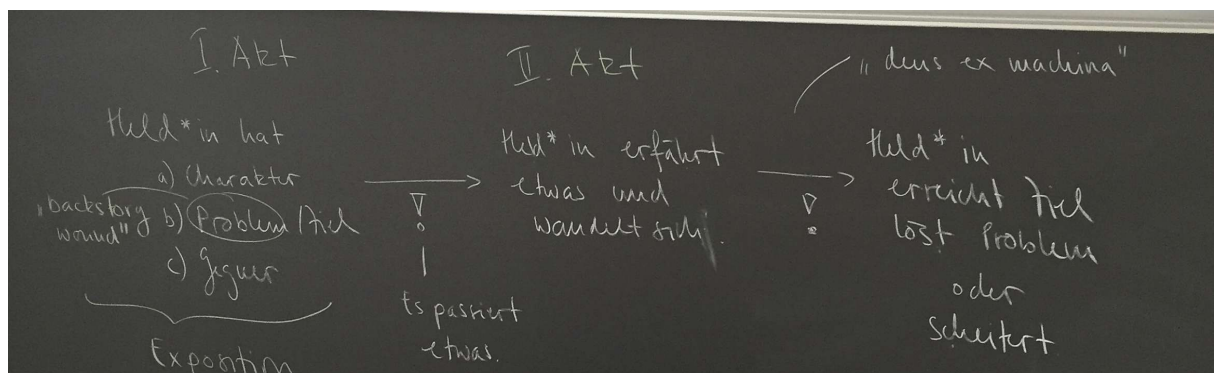 I. Akt
Held*in hat
a) Charakter
„backstory wound" b) Problem/Ziel
c) Gegner
Exposition
!
Es passiert
etwas.
II. Akt
Held*in erfährt
etwas und
wandelt sich.
!
„deus ex machina"
Held*in
erreicht Ziel
löst Problem
oder
scheitert